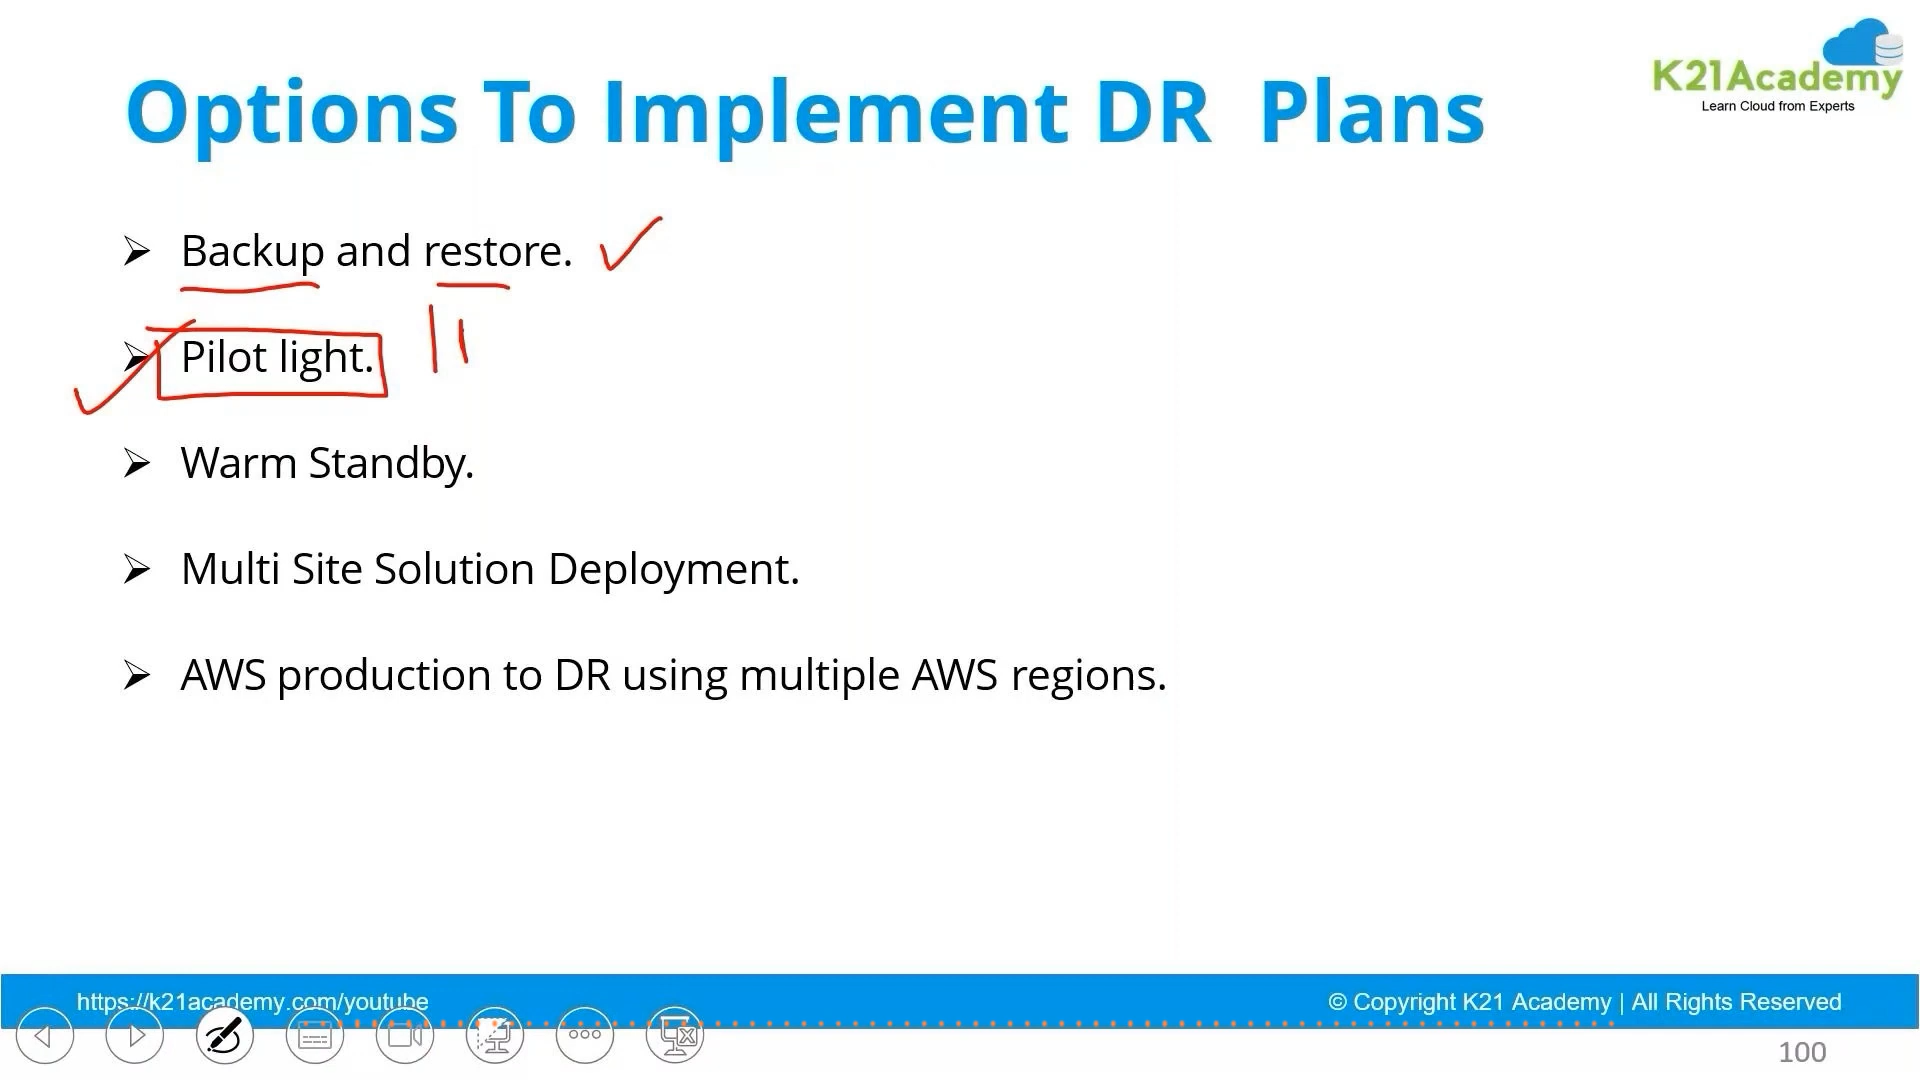 K21Academy
Learn Cloud from Experts
Options To Implement DR Plans
Backup and restore.
Pilot light.
Warm Standby.
Multi Site Solution Deployment.
AWS production to DR using multiple AWS regions.
https://k21academy.com/youtube
© Copyright K21 Academy | All Rights Reserved
100